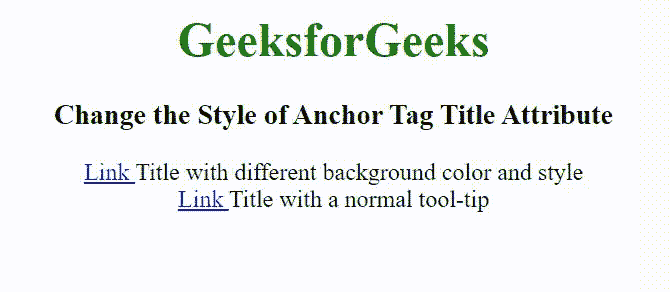 GeeksforGeeks
Change the Style of Anchor Tag Title Attribute
Link Title with different background color and style
Link Title with a normal tool-tip